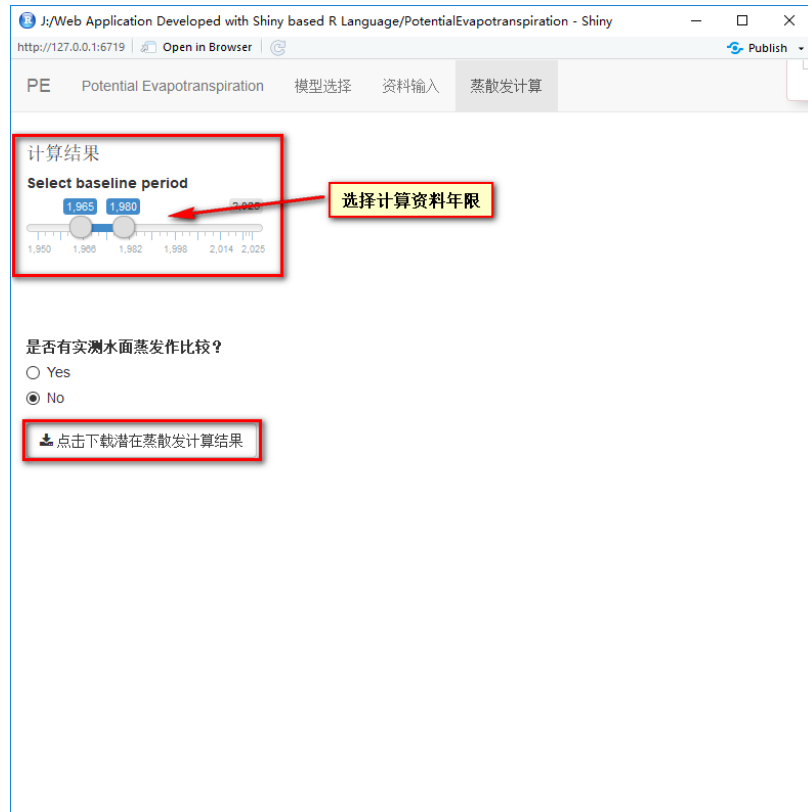 J:/Web Application Developed with Shiny based R Language/PotentialEvapotranspiration - Shiny
http://127.0.0.1:6719 Open in Browser Publish
PE Potential Evapotranspiration 模型选择 资料输入 蒸散发计算
计算结果
Select baseline period
1,965 1,980 2,025
选择计算资料年限
1,950 1,966 1,982 1,998 2,014 2,025
是否有实测水面蒸发作比较?
Yes
No
点击下载潜在蒸散发计算结果